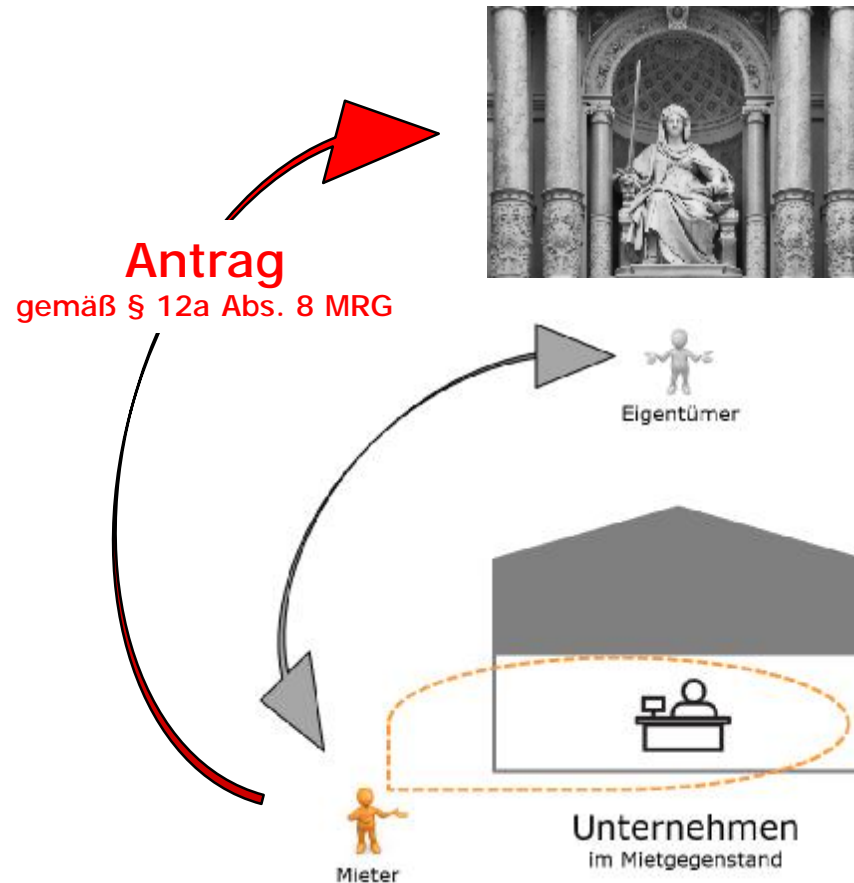 Antrag
gemäß § 12a Abs. 8 MRG
Eigentümer
Unternehmen
im Mietgegenstand
Mieter